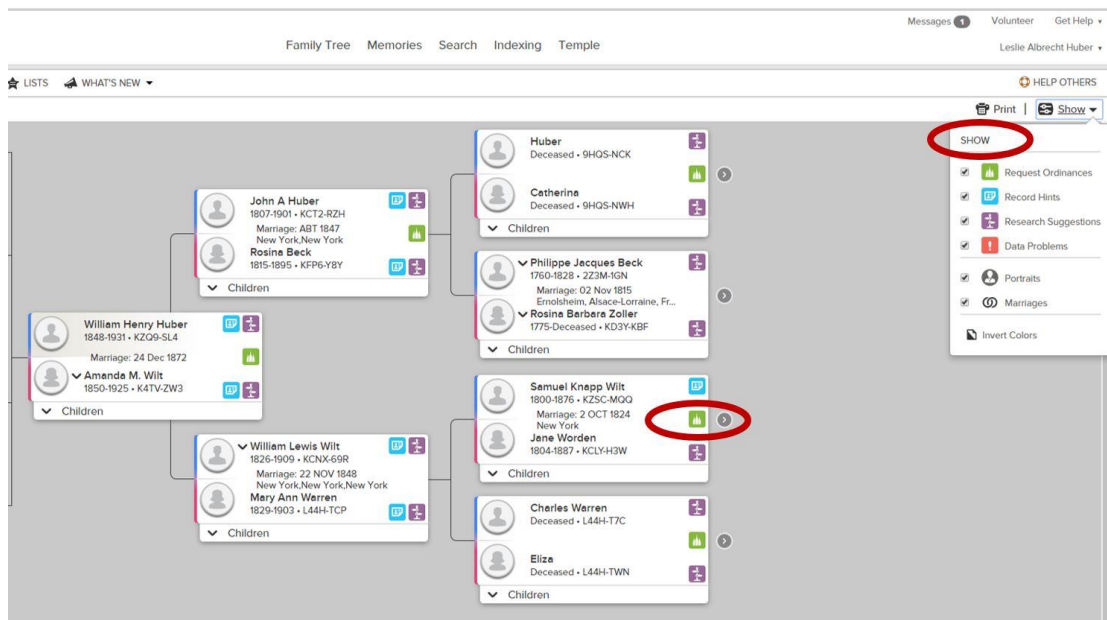 Messages 1 Volunteer Get Help
Family Tree Memories Search Indexing Temple
Leslie Albrecht Huber
LISTS WHAT'S NEW
HELP OTHERS
Print | Show
SHOW
Request Ordinances
Record Hints
Research Suggestions
Data Problems
Portraits
Marriages
Invert Colors
William Henry Huber
1848-1931 • KZQ9-SL4
Marriage: 24 Dec 1872
Amanda M. Wilt
1850-1925 • K4TV-ZW3
Children
John A Huber
1807-1901 • KCT2-RZH
Marriage: ABT 1847
New York,New York
Rosina Beck
1815-1895 • KFP6-Y8Y
Children
William Lewis Wilt
1826-1909 • KCNX-69R
Marriage: 22 NOV 1848
New York,New York,New York
Mary Ann Warren
1829-1903 • L44H-TCP
Children
Huber
Deceased • 9HQS-NCK
Catherina
Deceased • 9HQS-NWH
Children
Philippe Jacques Beck
1760-1828 • 2Z3M-1GN
Marriage: 02 Nov 1815
Ernolsheim, Alsace-Lorraine, Fr...
Rosina Barbara Zoller
1775-Deceased • KD3Y-KBF
Children
Samuel Knapp Wilt
1800-1876 • KZSC-MQQ
Marriage: 2 OCT 1824
New York
Jane Worden
1804-1887 • KCLY-H3W
Children
Charles Warren
Deceased • L44H-T7C
Eliza
Deceased • L44H-TWN
Children